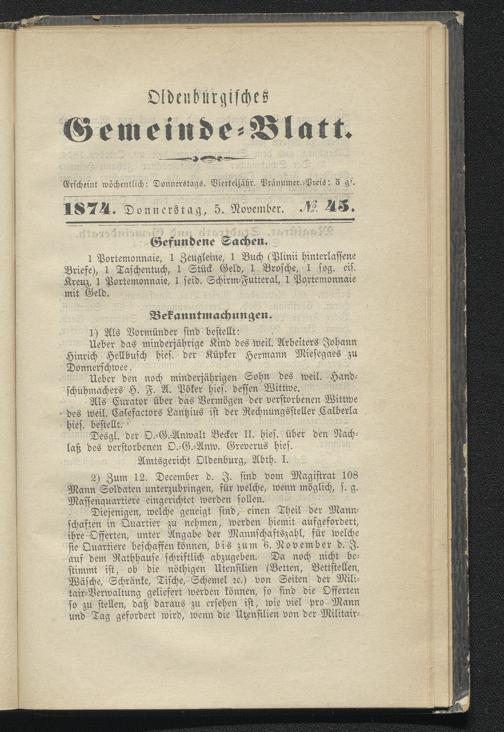 Oldenburgisches
Gemeinde-Blatt.
Erscheint wöchentlich: Donnerstags. Vierteljähr. Pränumer.-Preis: 3 gf.
1874. Donnerstag, 5. November. № 45.
Gefundene Sachen.
1 Portemonnaie, 1 Zeugleine, 1 Buch (Plinii hinterlassene
Briefe), 1 Taschentuch, 1 Stück Geld, 1 Brosche, 1 sog. eis.
Kreuz, 1 Portemonnaie, 1 seid. Schirm-Futteral, 1 Portemonnaie
mit Geld.
Bekanntmachungen.
1) Als Vormünder sind bestellt:
Ueber das minderjährige Kind des weil. Arbeiters Johann
Hinrich Hellbusch hies. der Küpker Hermann Miesegaes zu
Donnerschwee.
Ueber den noch minderjährigen Sohn des weil. Hand-
schuhmachers H. F. A. Pöker hies. dessen Wittwe.
Als Curator über das Vermögen der verstorbenen Wittwe
des weil. Calefactors Lanzius ist der Rechnungssteller Calberla
hies. bestellt.
Desgl. der O.-G.-Anwalt Becker II. hies. über den Nach-
laß des verstorbenen O.-G.-Anw. Greverus hies.
Amtsgericht Oldenburg, Abth. I.
2) Zum 12. December d. J. sind vom Magistrat 108
Mann Soldaten unterzubringen, für welche, wenn möglich, s. g.
Massenquartiere eingerichtet werden sollen.
Diejenigen, welche geneigt sind, einen Theil der Mann-
schaften in Quartier zu nehmen, werden hiemit aufgefordert,
ihre Offerten, unter Angabe der Mannschaftszahl, für welche
sie Quartiere beschaffen können, bis zum 6. November d. J.
auf dem Rathhause schriftlich abzugeben. Da noch nicht be-
stimmt ist, ob die nöthigen Utensilien (Betten, Bettstellen,
Wäsche, Schränke, Tische, Schemel ꝛc.) von Seiten der Mili-
tair-Verwaltung geliefert werden können, so sind die Offerten
so zu stellen, daß daraus zu ersehen ist, wie viel pro Mann
und Tag gefordert wird, wenn die Utensilien von der Militair-